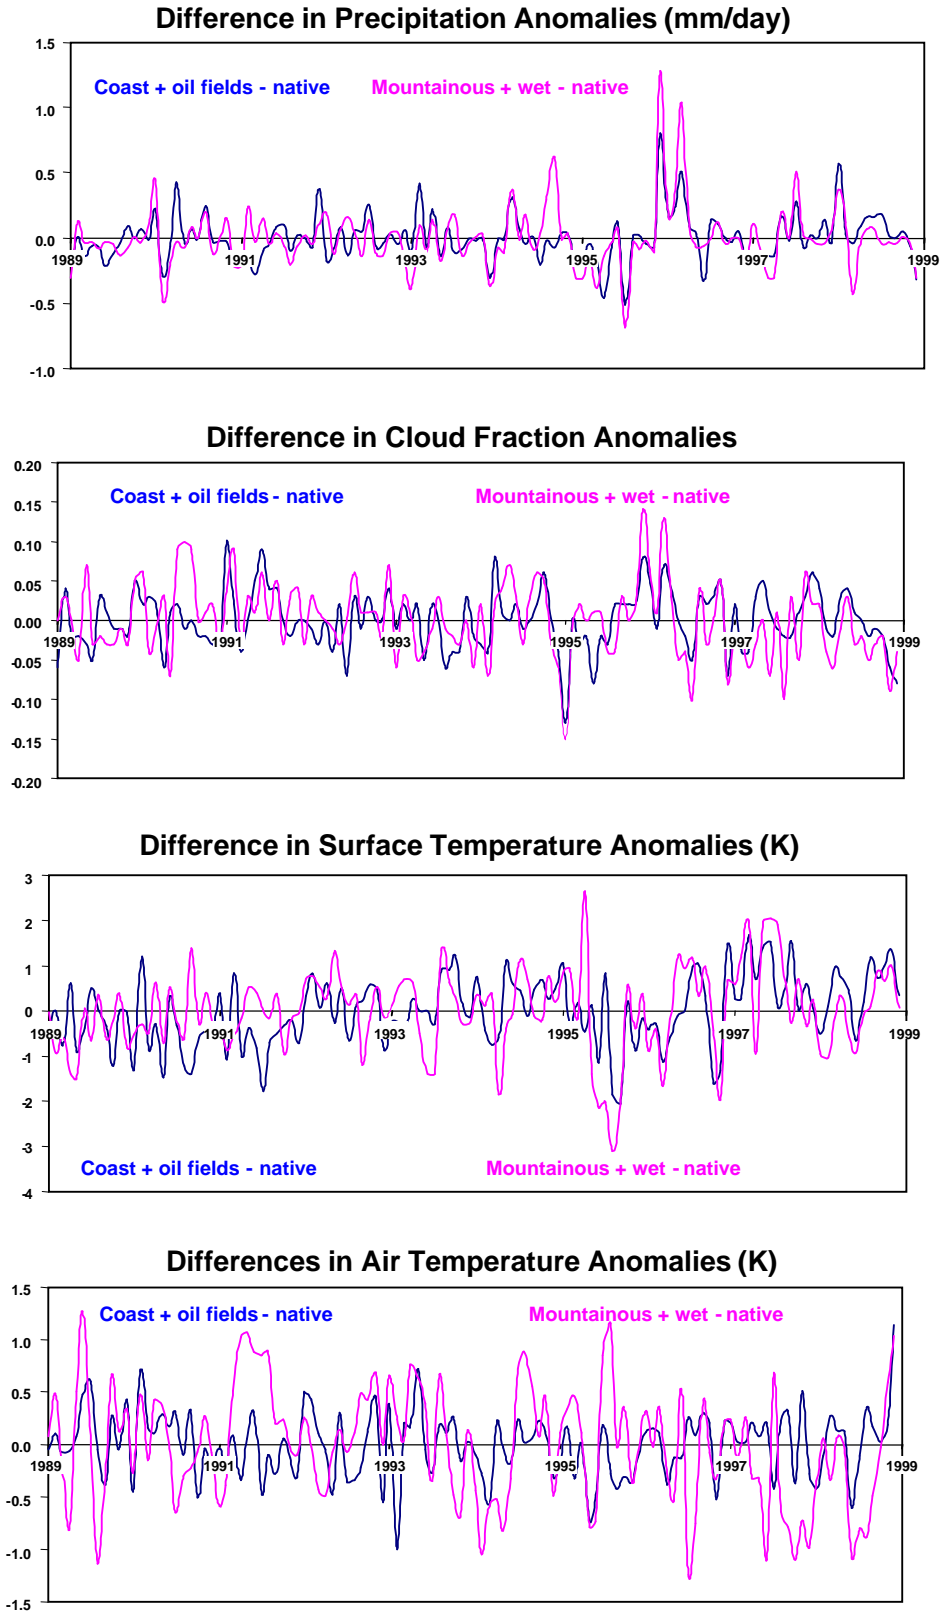 Difference in Precipitation Anomalies (mm/day)
1.5
Coast + oil fields - native Mountainous + wet - native
1.0
0.5
0.0
1989 1991 1993 1995 1997 1999
-0.5
-1.0
Difference in Cloud Fraction Anomalies
0.20
Coast + oil fields - native Mountainous + wet - native
0.15
0.10
0.05
0.00
1989 1991 1993 1995 1997 1999
-0.05
-0.10
-0.15
-0.20
Difference in Surface Temperature Anomalies (K)
3
2
1
0
1989 1991 1993 1995 1997 1999
-1
-2
-3
Coast + oil fields - native Mountainous + wet - native
-4
Differences in Air Temperature Anomalies (K)
1.5
Coast + oil fields - native Mountainous + wet - native
1.0
0.5
0.0
1989 1991 1993 1995 1997 1999
-0.5
-1.0
-1.5